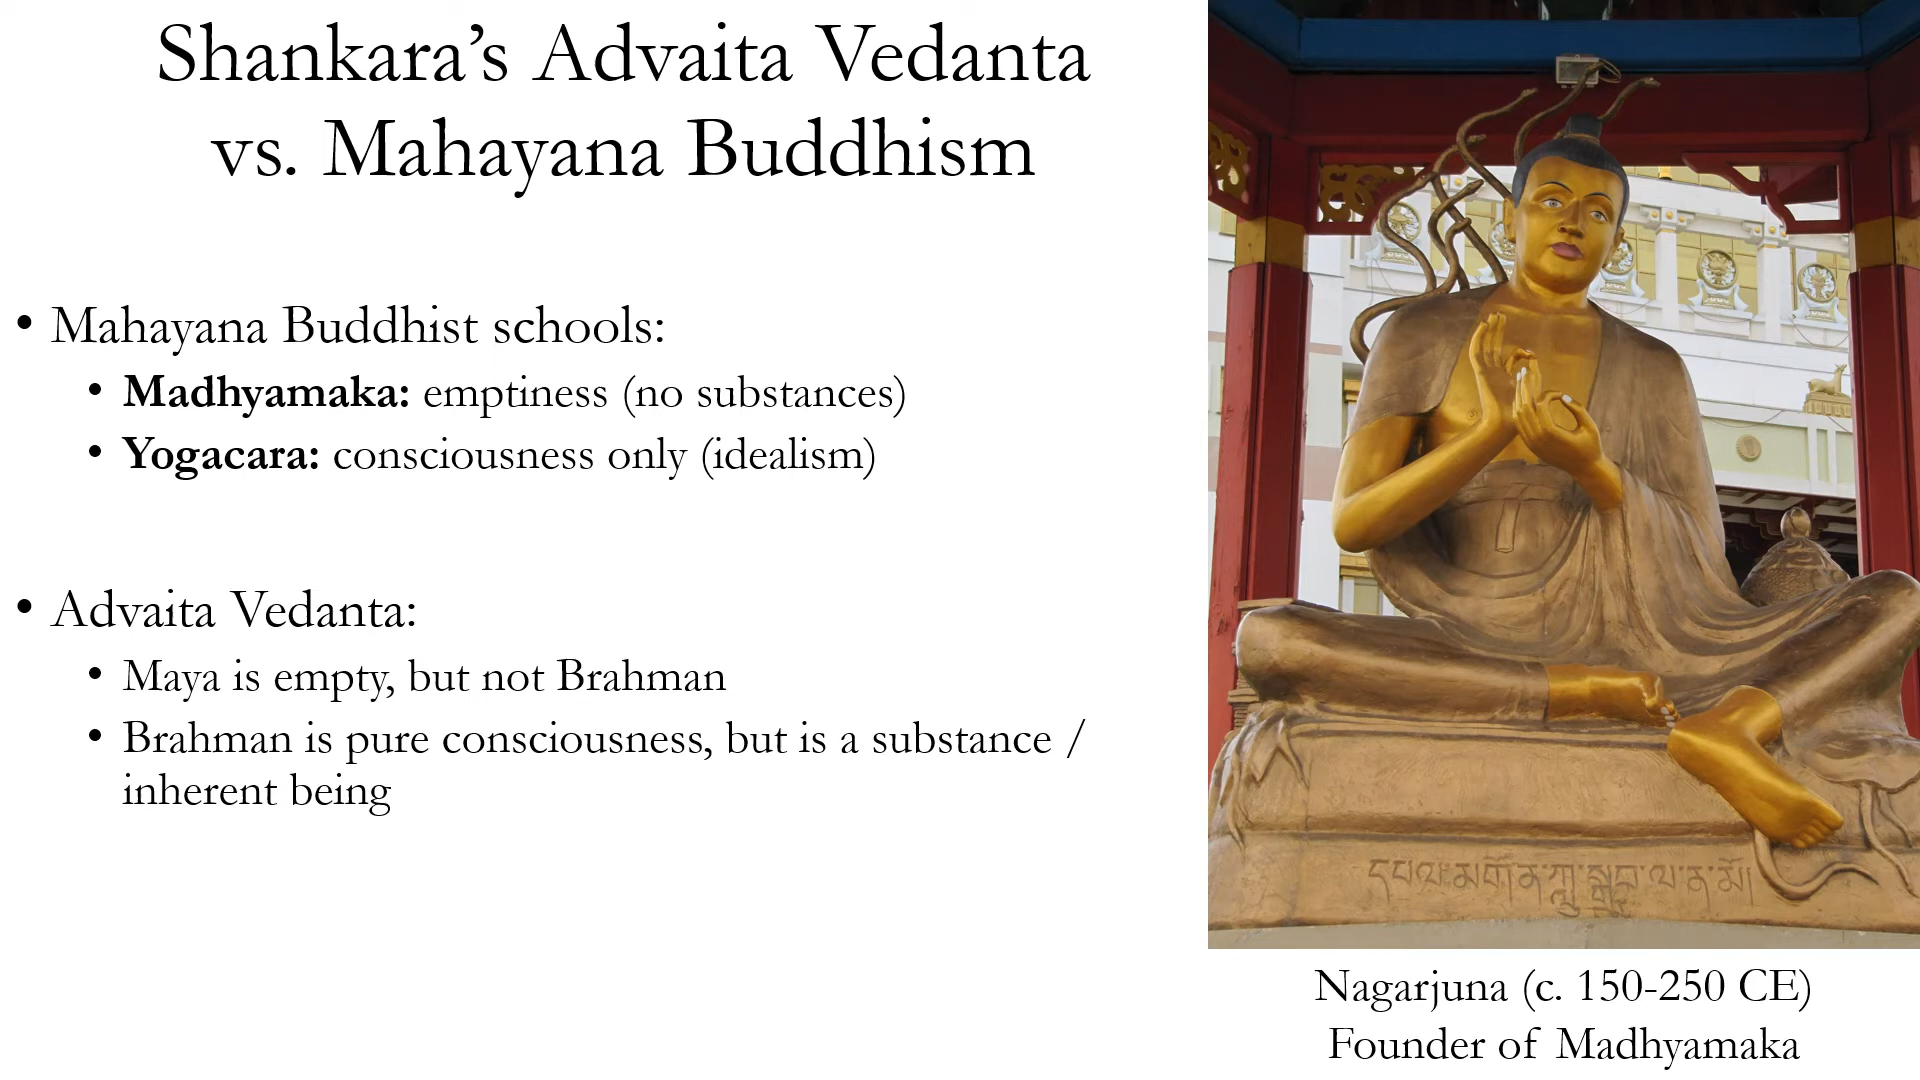 Shankara’s Advaita Vedanta
vs. Mahayana Buddhism
• Mahayana Buddhist schools:
• Madhyamaka: emptiness (no substances)
• Yogacara: consciousness only (idealism)
• Advaita Vedanta:
• Maya is empty, but not Brahman
• Brahman is pure consciousness, but is a substance /
inherent being
Nagarjuna (c. 150-250 CE)
Founder of Madhyamaka